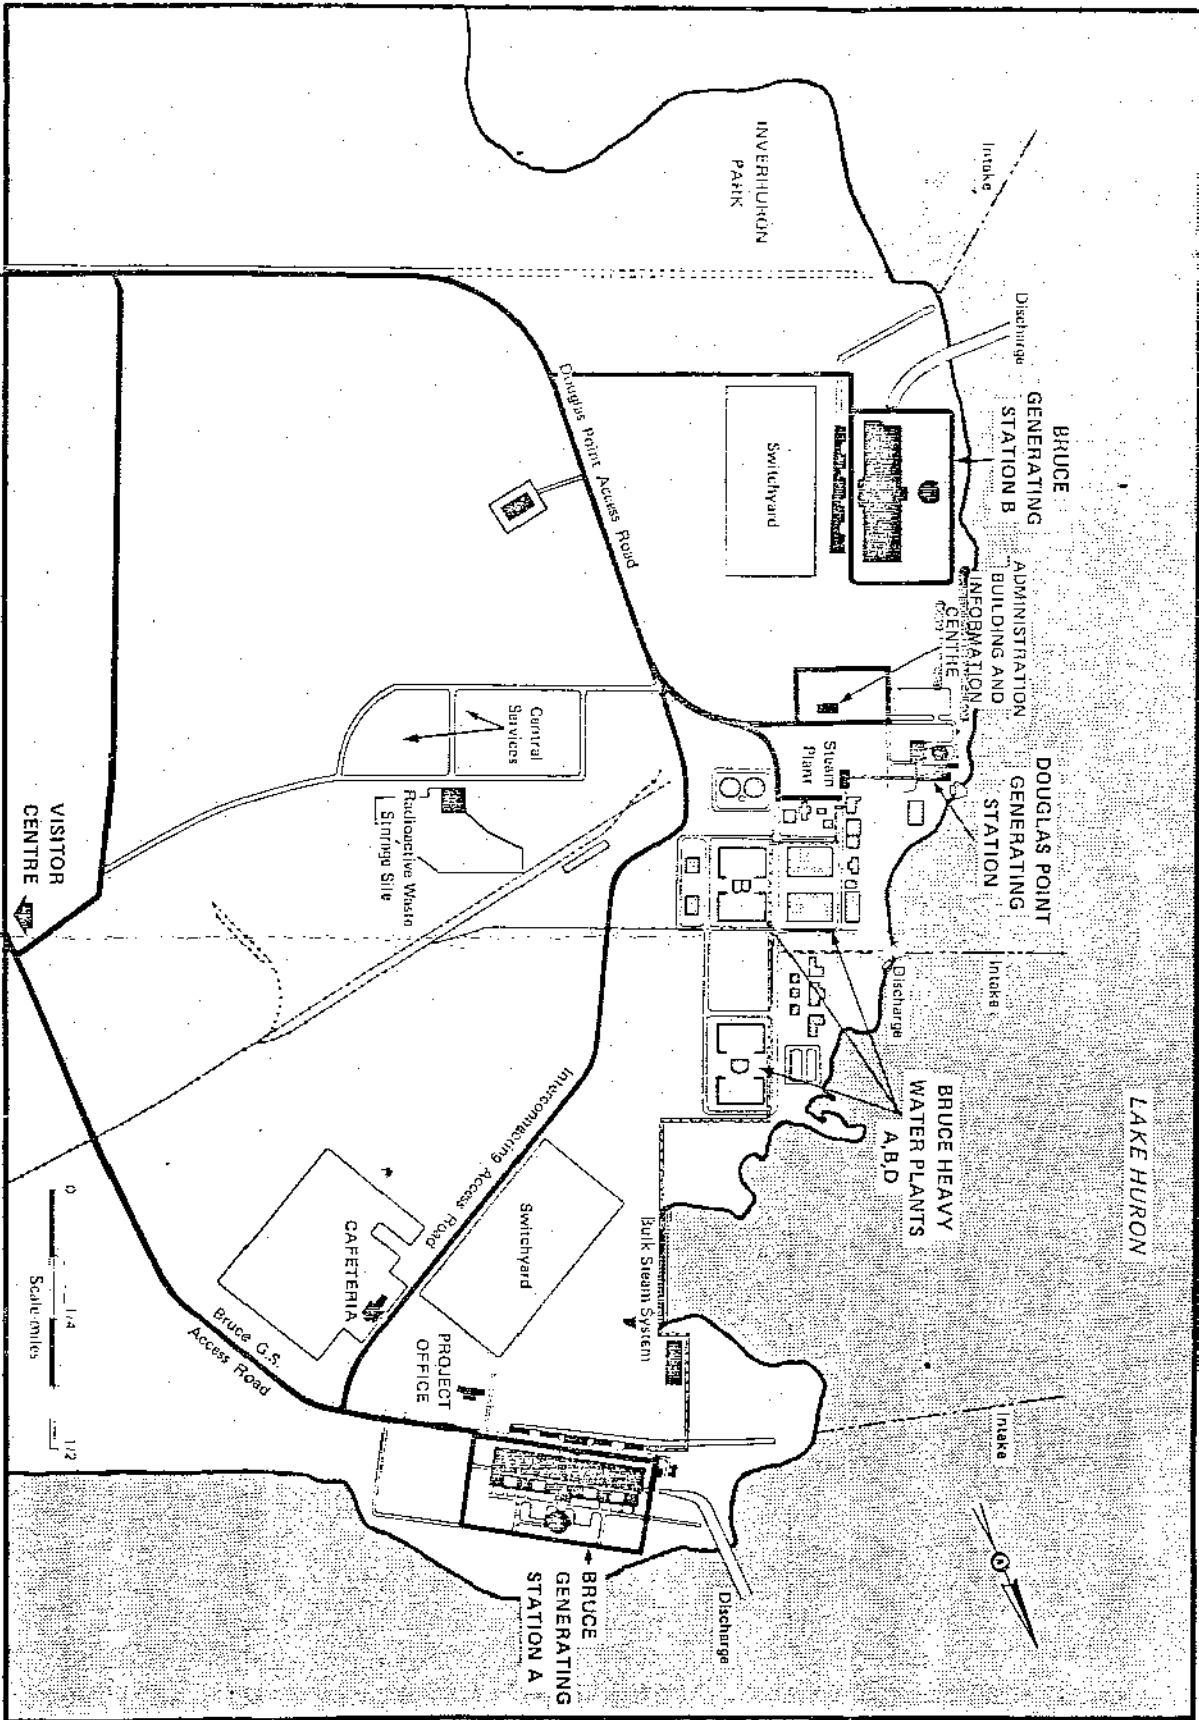 LAKE HURON
Intake
Discharge
BRUCE
GENERATING
STATION B
ADMINISTRATION
BUILDING AND
INFORMATION
CENTRE
DOUGLAS POINT
GENERATING
STATION
Intake
Discharge
BRUCE HEAVY
WATER PLANTS
A,B,D
Intake
N
INVERHURON
PARK
Switchyard
Steam
Plant
B
D
Bulk Steam System
Discharge
Douglas Point Access Road
Central
Services
Radioactive Waste
Storage Site
Interconnecting Access Road
Switchyard
PROJECT
OFFICE
CAFETERIA
BRUCE
GENERATING
STATION A
Bruce G.S.
Access Road
VISITOR
CENTRE
0 1/4 1/2
Scale-miles